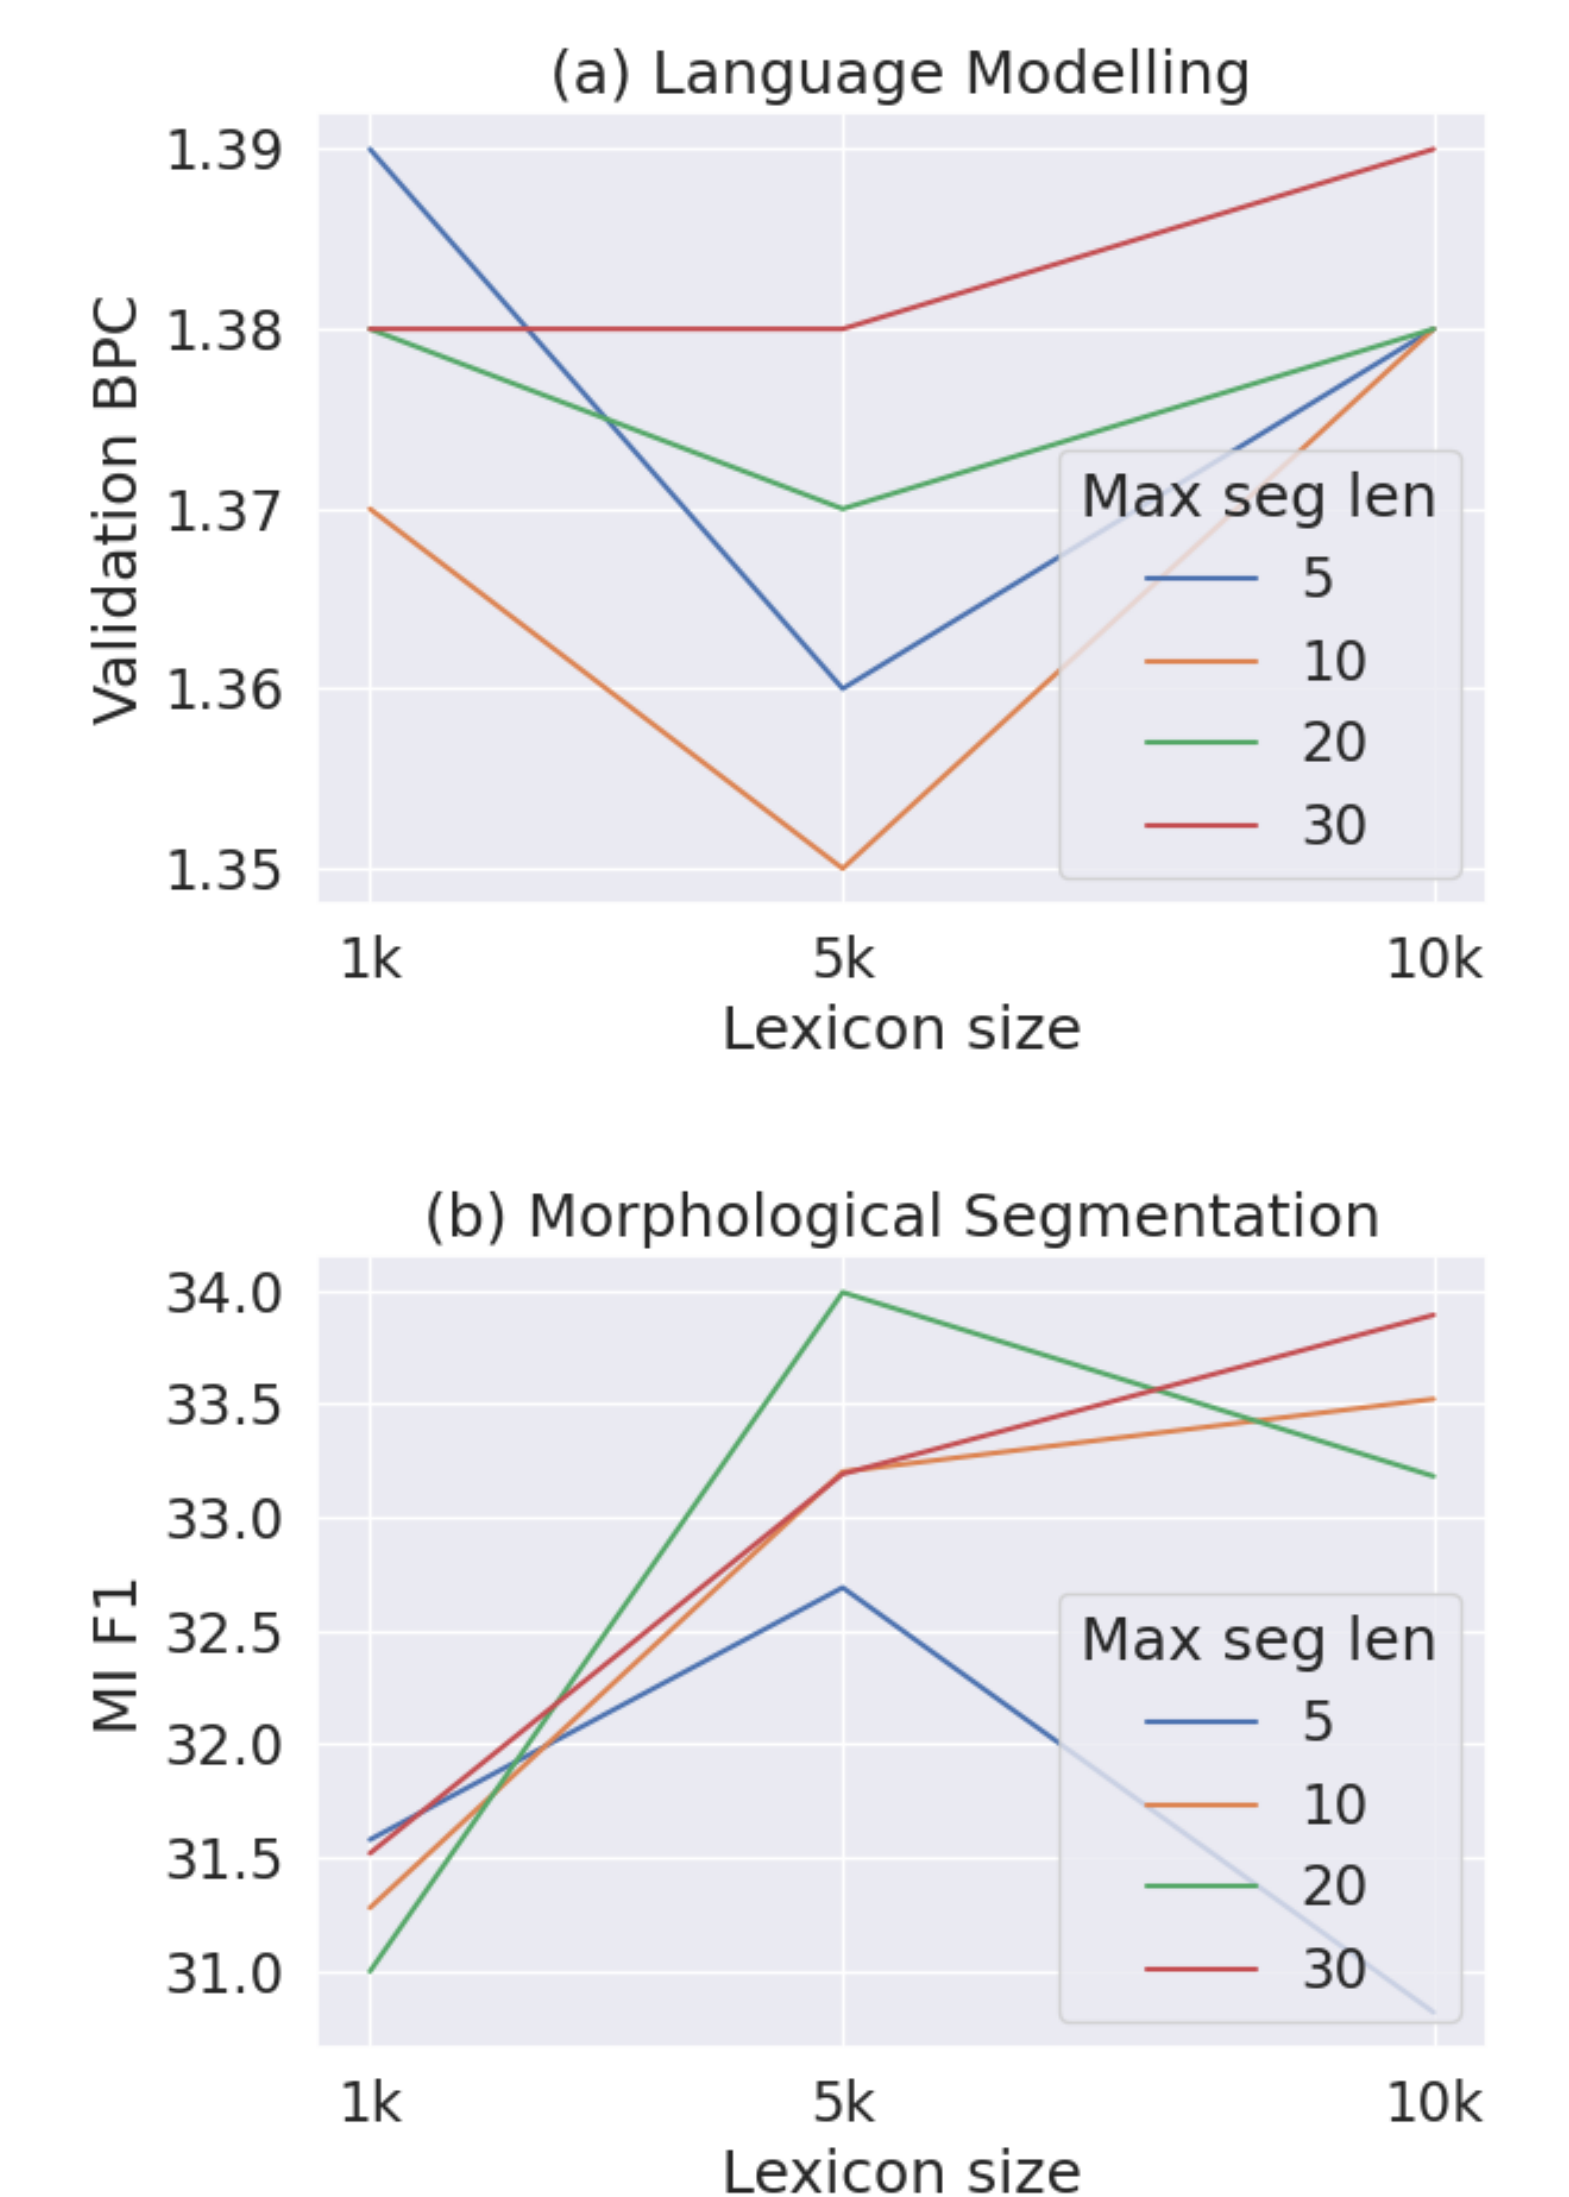 (a) Language Modelling
1.39
1.38
1.37
1.36
1.35
Validation BPC
Max seg len
5
10
20
30
1k 5k 10k
Lexicon size
(b) Morphological Segmentation
34.0
33.5
33.0
32.5
32.0
31.5
31.0
MI F1
Max seg len
5
10
20
30
1k 5k 10k
Lexicon size